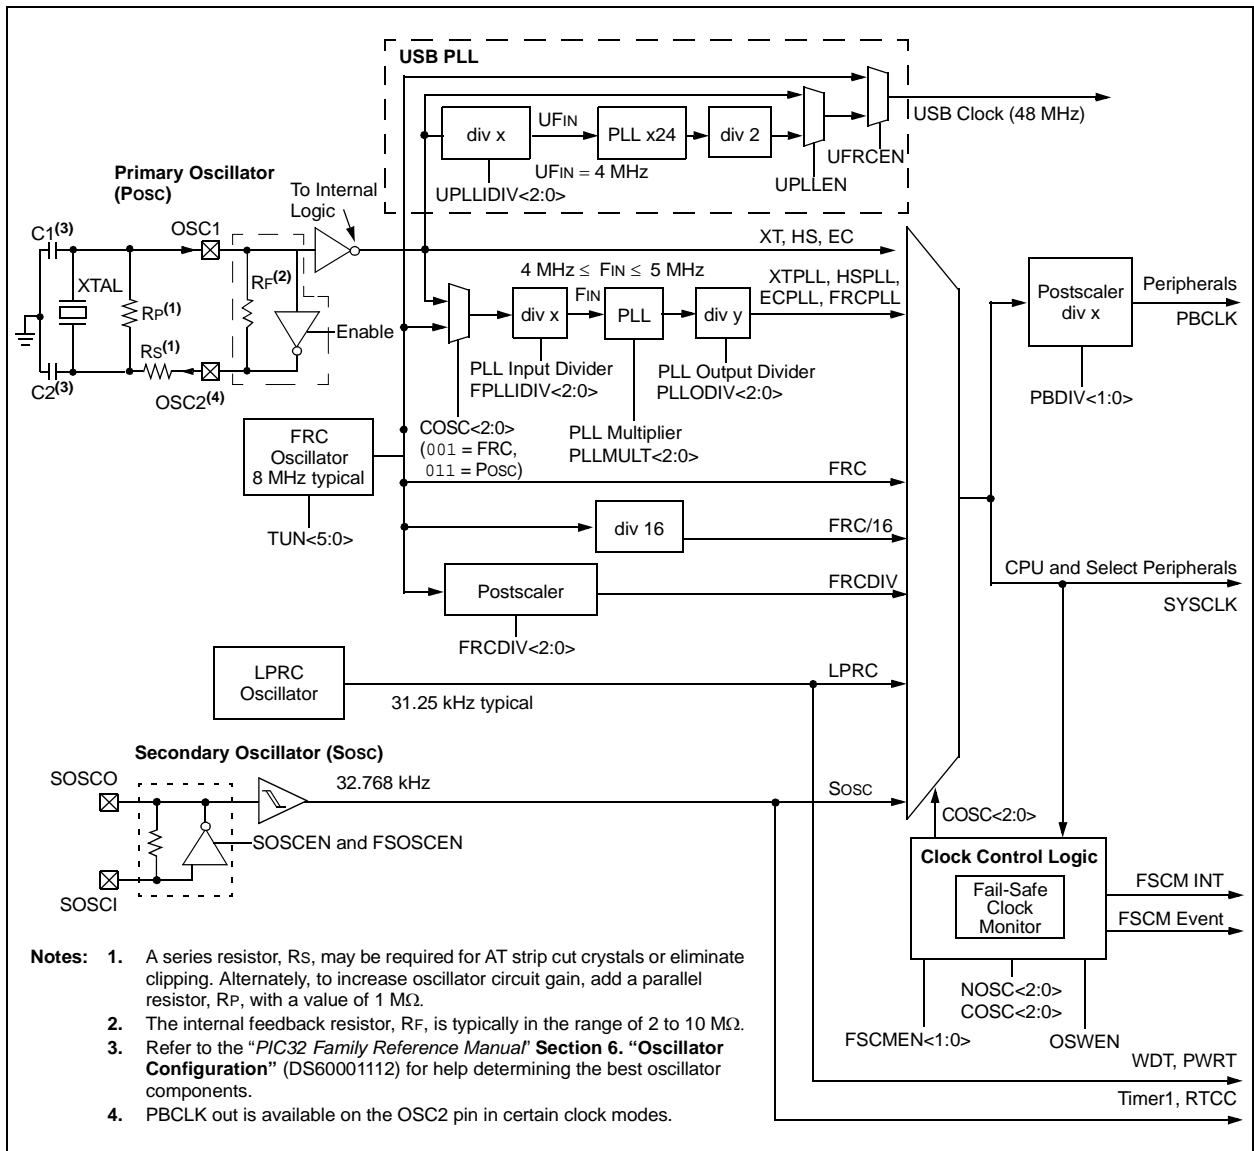 USB PLL
div x
UFIN
PLL x24
div 2
UFIN = 4 MHz
UPLLIDIV<2:0>
UPLLEN
UFRCEN
USB Clock (48 MHz)
Primary Oscillator
(POSC)
To Internal
Logic
C1(3)
OSC1
XTAL
RP(1)
RF(2)
Enable
RS(1)
C2(3)
OSC2(4)
XT, HS, EC
4 MHz ≤ FIN ≤ 5 MHz
FIN
XTPLL, HSPLL,
ECPLL, FRCPLL
div x
PLL
div y
PLL Input Divider
FPLLIDIV<2:0>
PLL Output Divider
PLLODIV<2:0>
COSC<2:0>
(001 = FRC,
011 = POSC)
PLL Multiplier
PLLMULT<2:0>
Postscaler
div x
Peripherals
PBCLK
PBDIV<1:0>
FRC
Oscillator
8 MHz typical
TUN<5:0>
FRC
div 16
FRC/16
Postscaler
FRCDIV
FRCDIV<2:0>
CPU and Select Peripherals
SYSCLK
LPRC
Oscillator
31.25 kHz typical
LPRC
Secondary Oscillator (SOSC)
SOSCO
32.768 kHz
SOSC
SOSCEN and FSOSCEN
SOSCI
COSC<2:0>
Clock Control Logic
Fail-Safe
Clock
Monitor
FSCM INT
FSCM Event
NOSC<2:0>
COSC<2:0>
FSCMEN<1:0>
OSWEN
WDT, PWRT
Timer1, RTCC
Notes: 1. A series resistor, RS, may be required for AT strip cut crystals or eliminate
clipping. Alternately, to increase oscillator circuit gain, add a parallel
resistor, RP, with a value of 1 MΩ.
2. The internal feedback resistor, RF, is typically in the range of 2 to 10 MΩ.
3. Refer to the “PIC32 Family Reference Manual” Section 6. “Oscillator
Configuration” (DS60001112) for help determining the best oscillator
components.
4. PBCLK out is available on the OSC2 pin in certain clock modes.